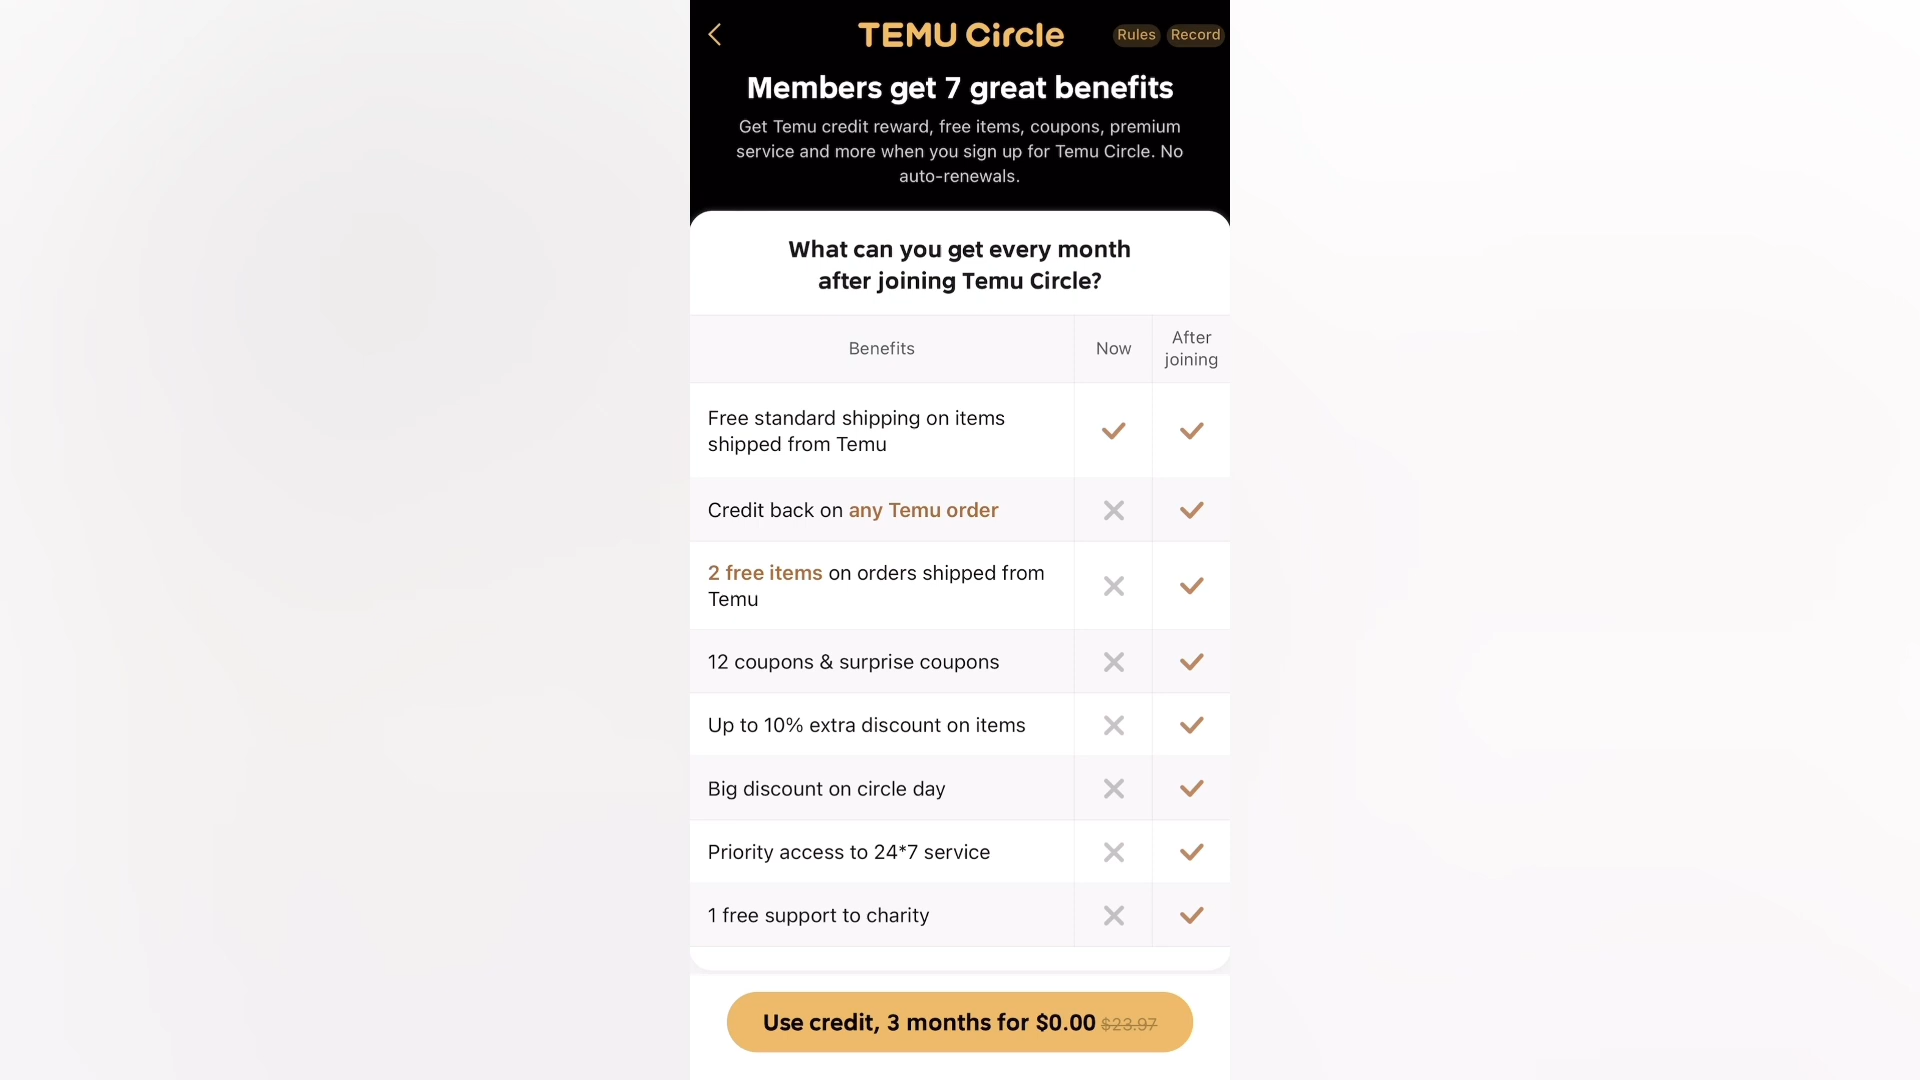 TEMU Circle
Rules
Record
Members get 7 great benefits
Get Temu credit reward, free items, coupons, premium
service and more when you sign up for Temu Circle. No
auto-renewals.
What can you get every month
after joining Temu Circle?
Benefits
Now
After
joining
Free standard shipping on items
shipped from Temu
Credit back on any Temu order
2 free items on orders shipped from
Temu
12 coupons & surprise coupons
Up to 10% extra discount on items
Big discount on circle day
Priority access to 24*7 service
1 free support to charity
Use credit, 3 months for $0.00 $23.97